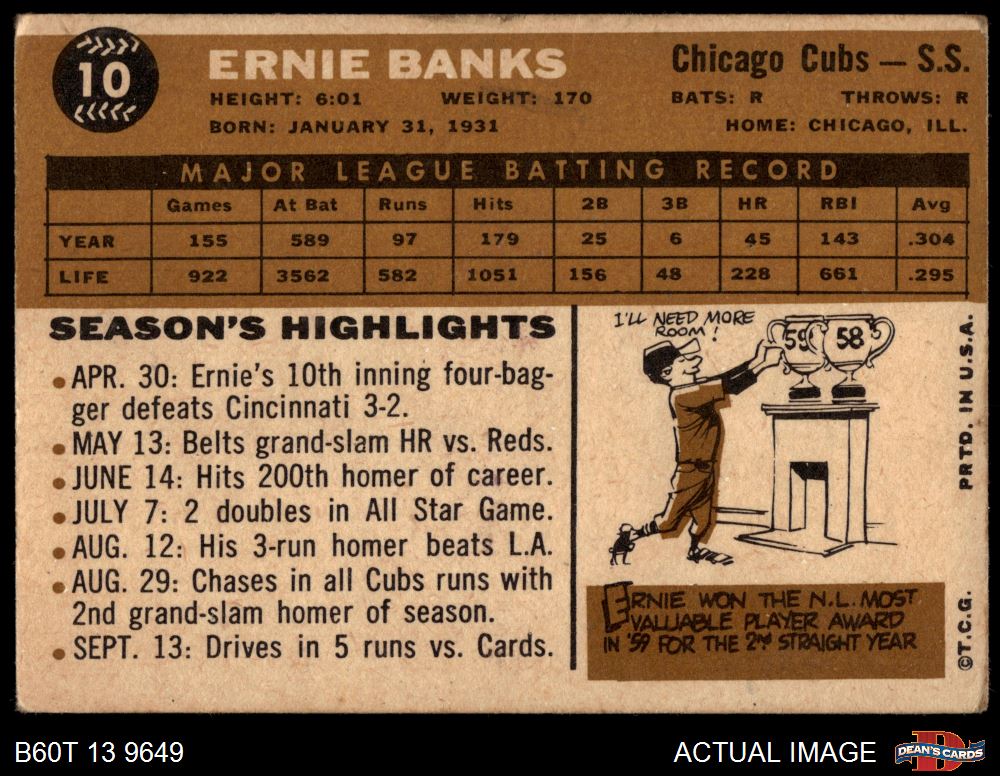 10
ERNIE BANKS
Chicago Cubs — S.S.
HEIGHT: 6:01 WEIGHT: 170 BATS: R THROWS: R
BORN: JANUARY 31, 1931 HOME: CHICAGO, ILL.
MAJOR LEAGUE BATTING RECORD
Games At Bat Runs Hits 2B 3B HR RBI Avg
YEAR 155 589 97 179 25 6 45 143 .304
LIFE 922 3562 582 1051 156 48 228 661 .295
SEASON'S HIGHLIGHTS
• APR. 30: Ernie's 10th inning four-bag-
ger defeats Cincinnati 3-2.
• MAY 13: Belts grand-slam HR vs. Reds.
• JUNE 14: Hits 200th homer of career.
• JULY 7: 2 doubles in All Star Game.
• AUG. 12: His 3-run homer beats L.A.
• AUG. 29: Chases in all Cubs runs with
2nd grand-slam homer of season.
• SEPT. 13: Drives in 5 runs vs. Cards.
I'LL NEED MORE
ROOM!
59 58
ERNIE WON THE N.L. MOST
VALUABLE PLAYER AWARD
IN '59 FOR THE 2ND STRAIGHT YEAR
©T.C.G. PRTD. IN U.S.A.
B60T 13 9649
ACTUAL IMAGE
D
DEAN'S CARDS